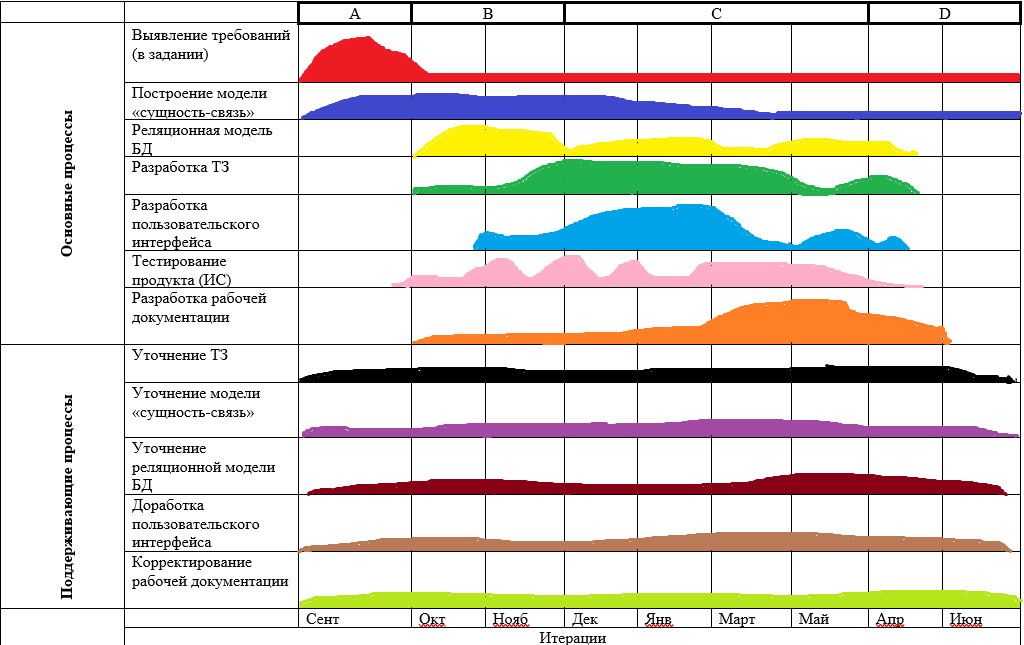 A B C D
Основные процессы
Выявление требований
(в задании)
Построение модели
«сущность-связь»
Реляционная модель
БД
Разработка ТЗ
Разработка
пользовательского
интерфейса
Тестирование
продукта (ИС)
Разработка рабочей
документации
Поддерживающие процессы
Уточнение ТЗ
Уточнение модели
«сущность-связь»
Уточнение
реляционной модели
БД
Доработка
пользовательского
интерфейса
Корректирование
рабочей документации
Сент Окт Нояб Дек Янв Март Май Апр Июн
Итерации